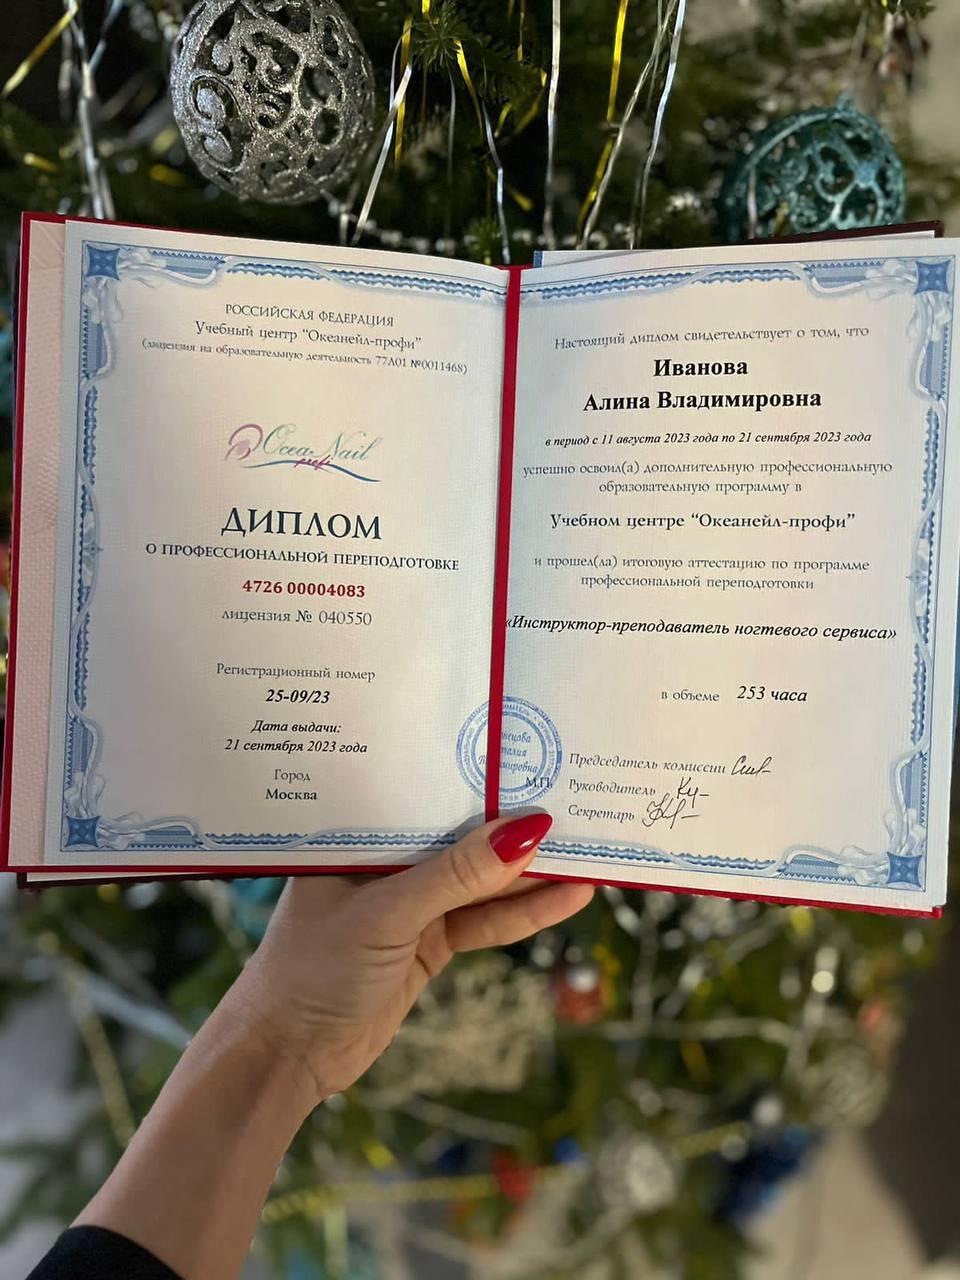 РОССИЙСКАЯ ФЕДЕРАЦИЯ
Учебный центр "Океанейл-профи"
(лицензия на образовательную деятельность 77Л01 №0011468)
OceaNail
profi
ДИПЛОМ
О ПРОФЕССИОНАЛЬНОЙ ПЕРЕПОДГОТОВКЕ
4726 00004083
лицензия № 040550
Регистрационный номер
25-09/23
Дата выдачи:
21 сентября 2023 года
Город
Москва
Настоящий диплом свидетельствует о том, что
Иванова
Алина Владимировна
в период с 11 августа 2023 года по 21 сентября 2023 года
успешно освоил(а) дополнительную профессиональную
образовательную программу в
Учебном центре "Океанейл-профи"
и прошел(ла) итоговую аттестацию по программе
профессиональной переподготовки
«Инструктор-преподаватель ногтевого сервиса»
в объеме 253 часа
М.П.
Председатель комиссии
Руководитель
Секретарь